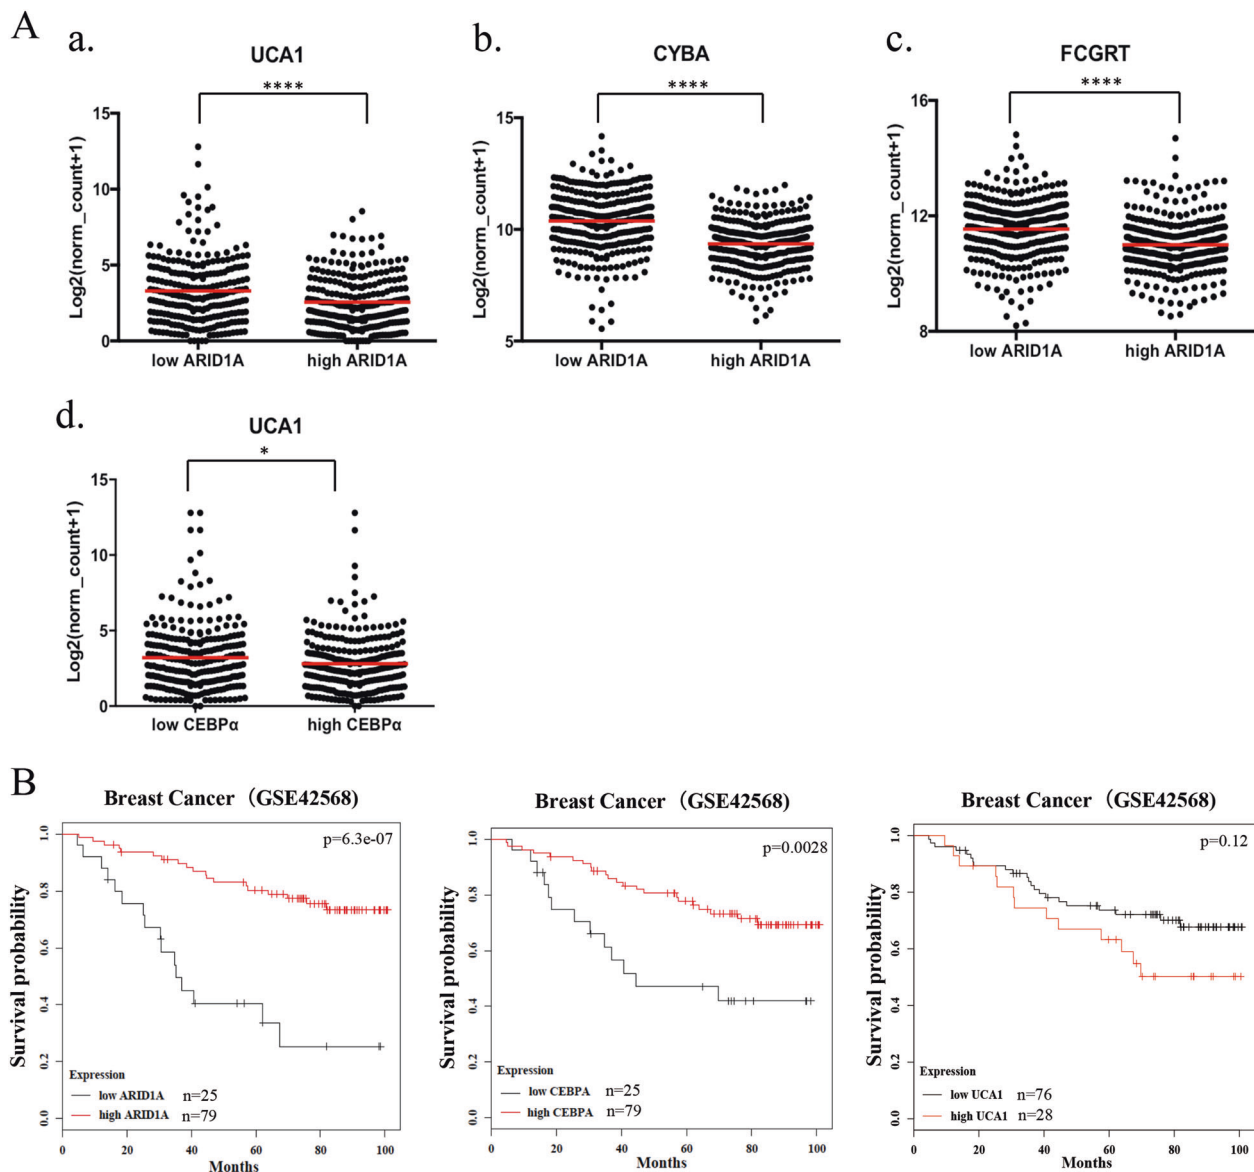 A
a.
UCA1
****
Log2(norm_count+1)
15
10
5
0
low ARID1A
high ARID1A
b.
CYBA
****
Log2(norm_count+1)
15
10
5
low ARID1A
high ARID1A
c.
FCGRT
****
Log2(norm_count+1)
16
12
8
low ARID1A
high ARID1A
d.
UCA1
*
Log2(norm_count+1)
15
10
5
0
low CEBPα
high CEBPα
B
Breast Cancer（GSE42568)
p=6.3e-07
Survival probability
1.0
0.8
0.6
0.4
0.2
0.0
Expression
low ARID1A n=25
high ARID1A n=79
0 20 40 60 80 100
Months
Breast Cancer（GSE42568)
p=0.0028
Survival probability
1.0
0.8
0.6
0.4
0.2
0.0
Expression
low CEBPA n=25
high CEBPA n=79
0 20 40 60 80 100
Months
Breast Cancer（GSE42568)
p=0.12
Survival probability
1.0
0.8
0.6
0.4
0.2
0.0
Expression
low UCA1 n=76
high UCA1 n=28
0 20 40 60 80 100
Months